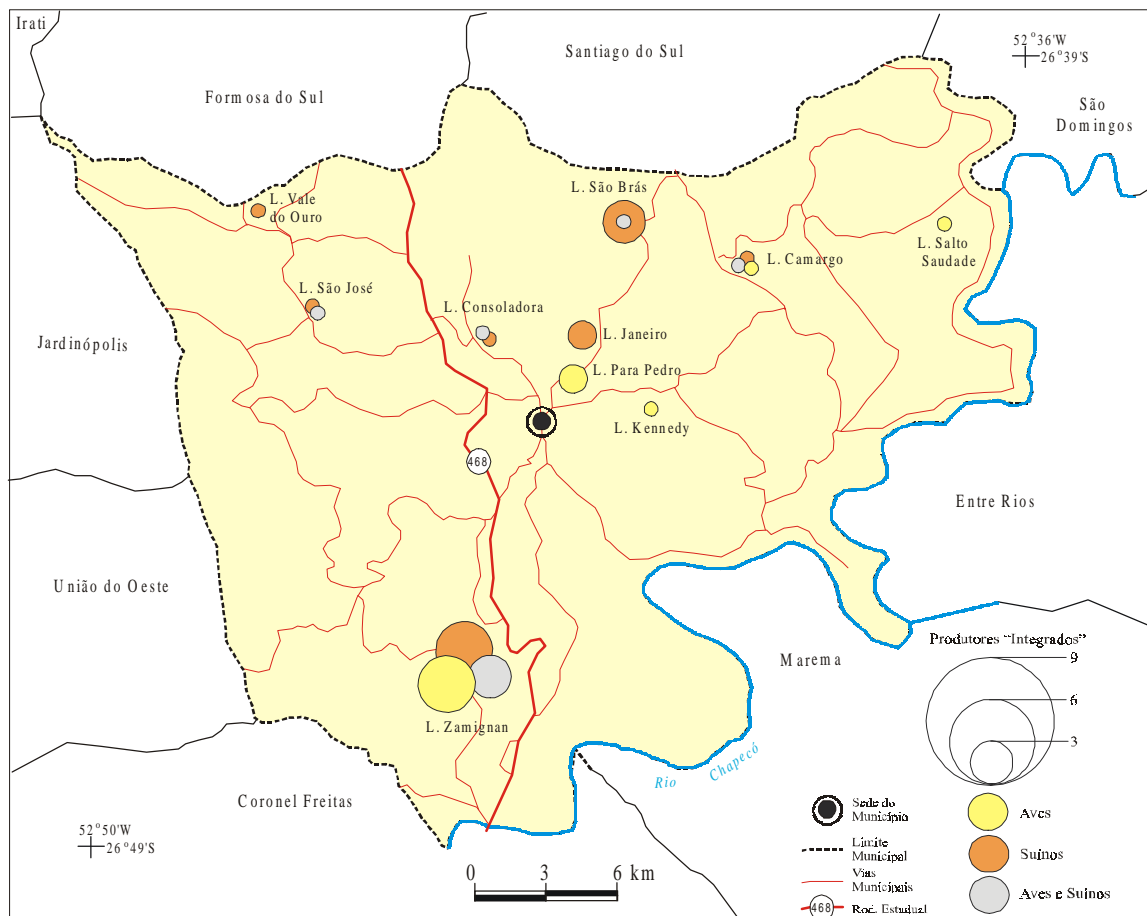 Irati
Santiago do Sul
52°36'W
26°39'S
Formosa do Sul
São
Domingos
L. Vale
do Ouro
L. São Brás
L. Salto
Saudade
L. Camargo
L. São José
L. Consoladora
L. Janeiro
Jardinópolis
L. Para Pedro
L. Kennedy
468
Entre Rios
União do Oeste
Marema
L. Zamignan
Rio Chapecó
Coronel Freitas
52°50'W
26°49'S
0 3 6 km
Produtores “Integrados”
9
6
3
Sede do
Município
Limite
Municipal
Vias
Municipais
468
Rod. Estadual
Aves
Suínos
Aves e Suínos